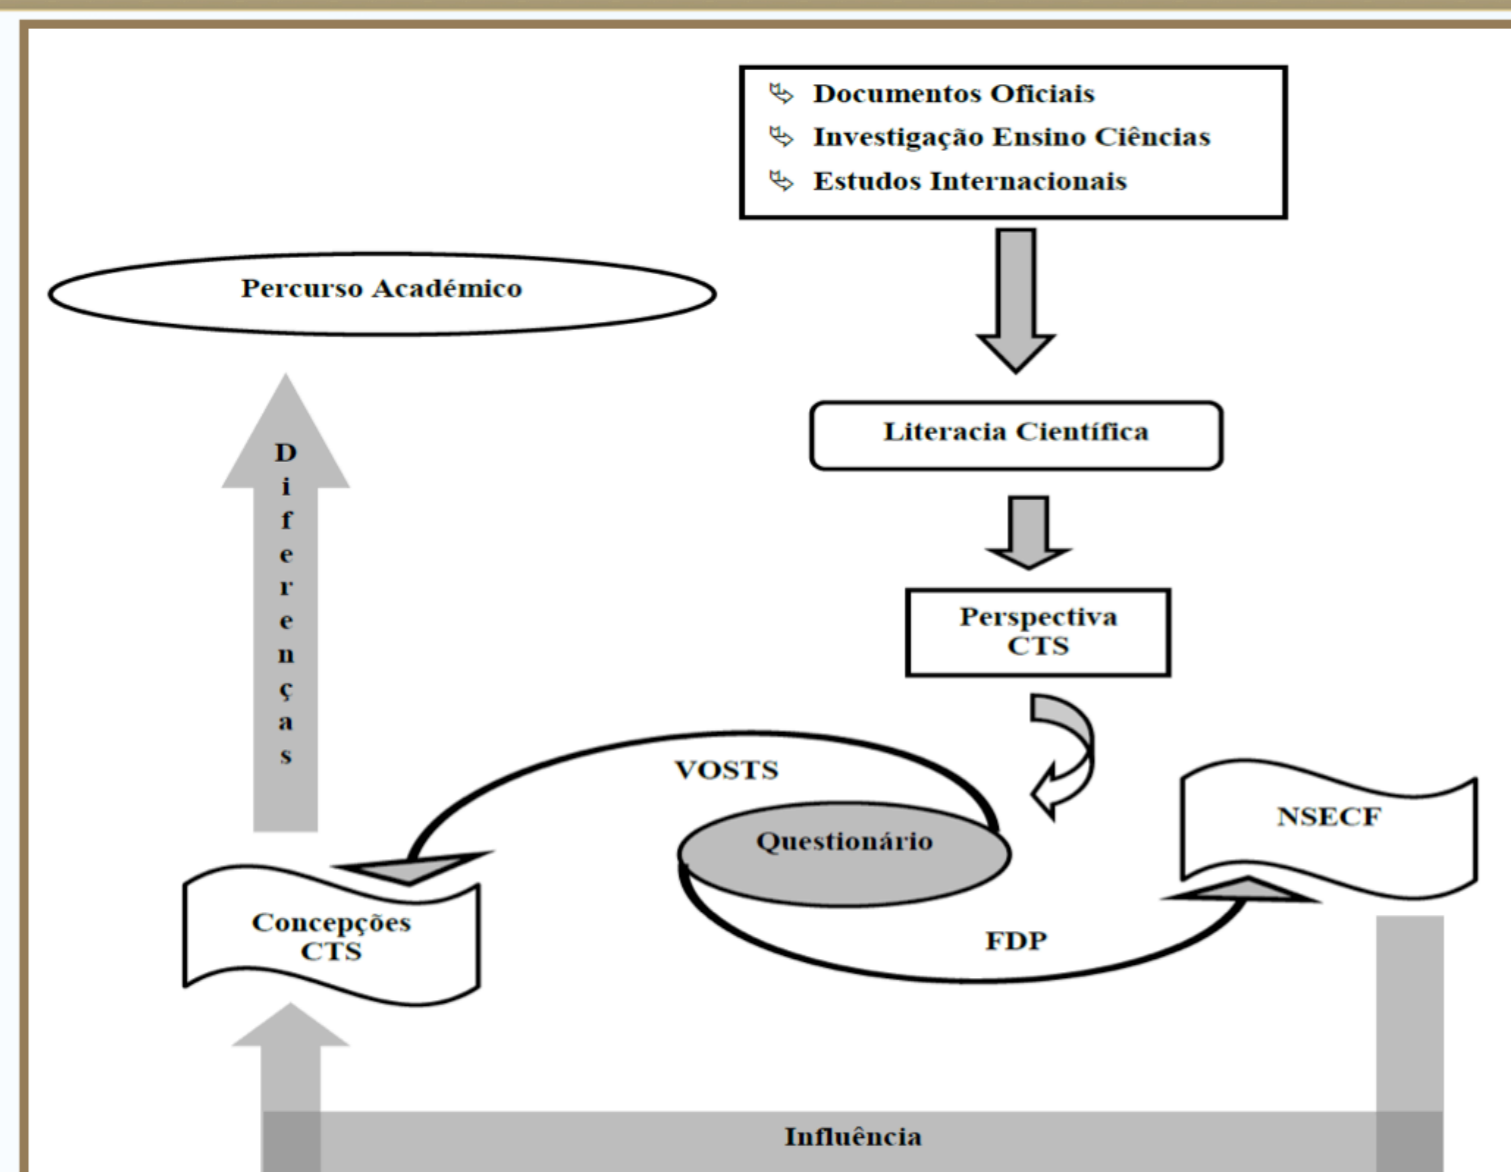 Documentos Oficiais
Investigação Ensino Ciências
Estudos Internacionais
Percurso Académico
Literacia Científica
Diferenças
Perspectiva
CTS
VOSTS
Questionário
NSECF
Concepções
CTS
FDP
Influência